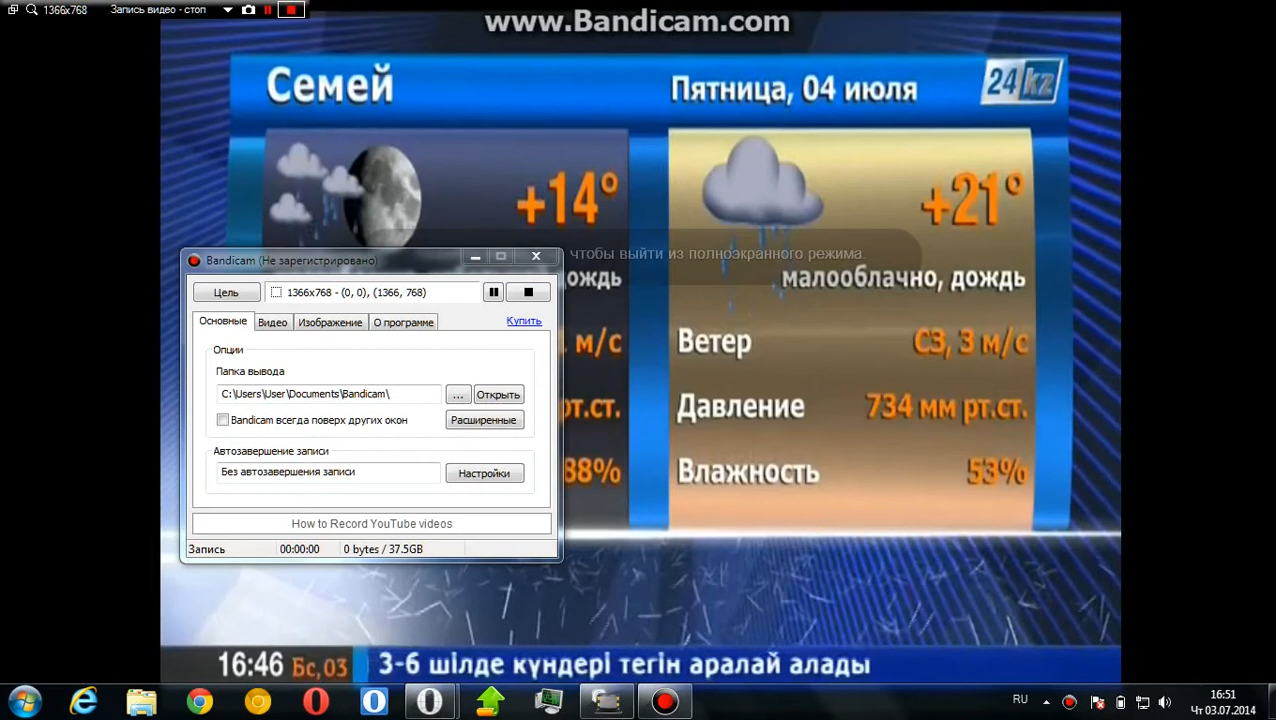 1366x768 Запись видео - стоп
www.Bandicam.com
Семей
Пятница, 04 июля
24 kz
+14°
+21°
чтобы выйти из полноэкранного режима.
Bandicam (Не зарегистрировано)
дождь
малооблачно, дождь
Цель
1366x768 - (0, 0), (1366, 768)
Основные Видео Изображение О программе Купить
м/с
Ветер СЗ, 3 м/с
Опции
Папка вывода
C:\Users\User\Documents\Bandicam\ ... Открыть
рт.ст.
Давление 734 мм рт.ст.
Bandicam всегда поверх других окон Расширенные
Автозавершение записи
Без автозавершения записи Настройки
88%
Влажность 53%
How to Record YouTube videos
Запись 00:00:00 0 bytes / 37.5GB
16:46 Бс, 03 3-6 шілде күндері тегін аралай алады
RU
16:51
Чт 03.07.2014